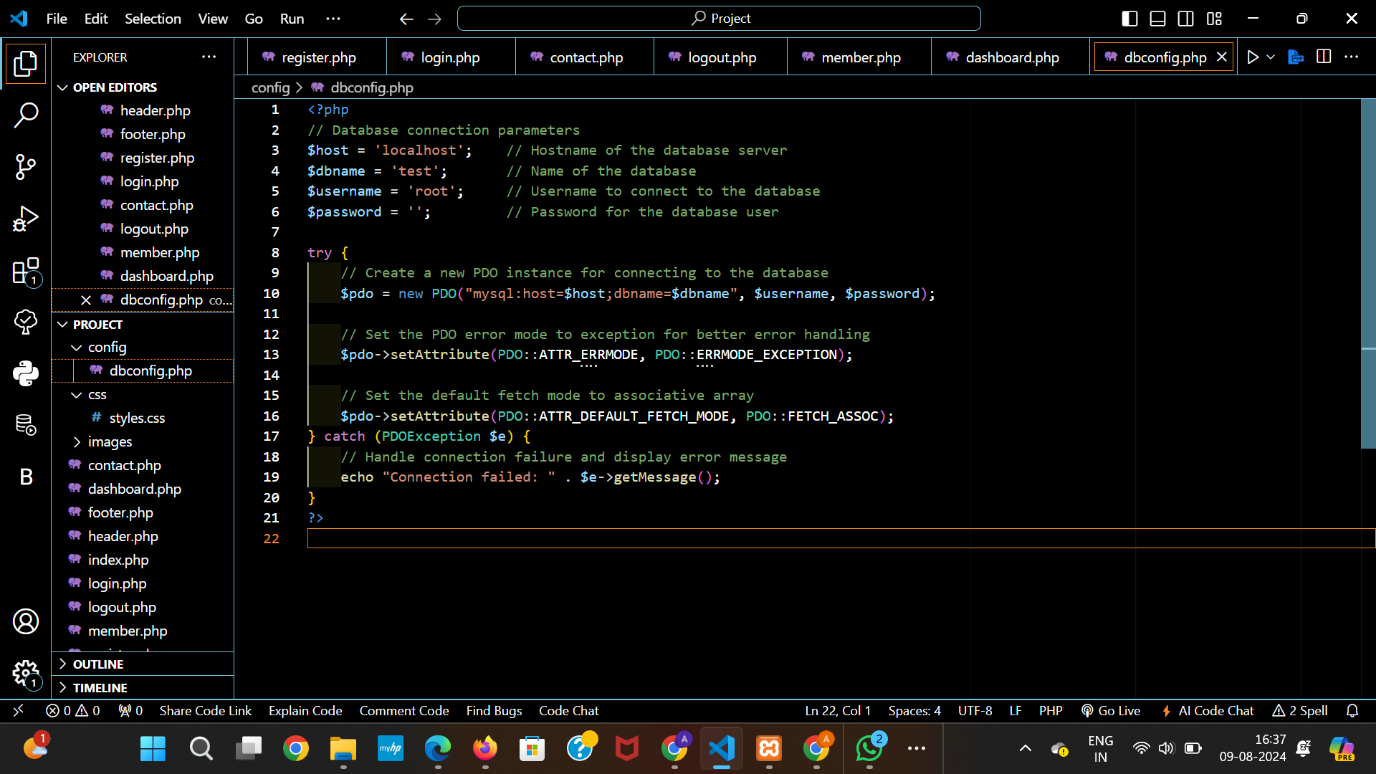 File Edit Selection View Go Run ··· Project
EXPLORER ···
register.php login.php contact.php logout.php member.php dashboard.php dbconfig.php ···
OPEN EDITORS
header.php
footer.php
register.php
login.php
contact.php
logout.php
member.php
dashboard.php
dbconfig.php co...
PROJECT
config
dbconfig.php
css
# styles.css
images
contact.php
dashboard.php
footer.php
header.php
index.php
login.php
logout.php
member.php
OUTLINE
TIMELINE
1
B
1
config > dbconfig.php
1 <?php
2 // Database connection parameters
3 $host = 'localhost';    // Hostname of the database server
4 $dbname = 'test';       // Name of the database
5 $username = 'root';     // Username to connect to the database
6 $password = '';         // Password for the database user
7
8 try {
9     // Create a new PDO instance for connecting to the database
10     $pdo = new PDO("mysql:host=$host;dbname=$dbname", $username, $password);
11
12     // Set the PDO error mode to exception for better error handling
13     $pdo->setAttribute(PDO::ATTR_ERRMODE, PDO::ERRMODE_EXCEPTION);
14
15     // Set the default fetch mode to associative array
16     $pdo->setAttribute(PDO::ATTR_DEFAULT_FETCH_MODE, PDO::FETCH_ASSOC);
17 } catch (PDOException $e) {
18     // Handle connection failure and display error message
19     echo "Connection failed: " . $e->getMessage();
20 }
21 ?>
22
0 0 0 Share Code Link Explain Code Comment Code Find Bugs Code Chat Ln 22, Col 1 Spaces: 4 UTF-8 LF PHP Go Live AI Code Chat 2 Spell
1 myhp A A 2 ··· ENG 16:37
IN 09-08-2024 PRE